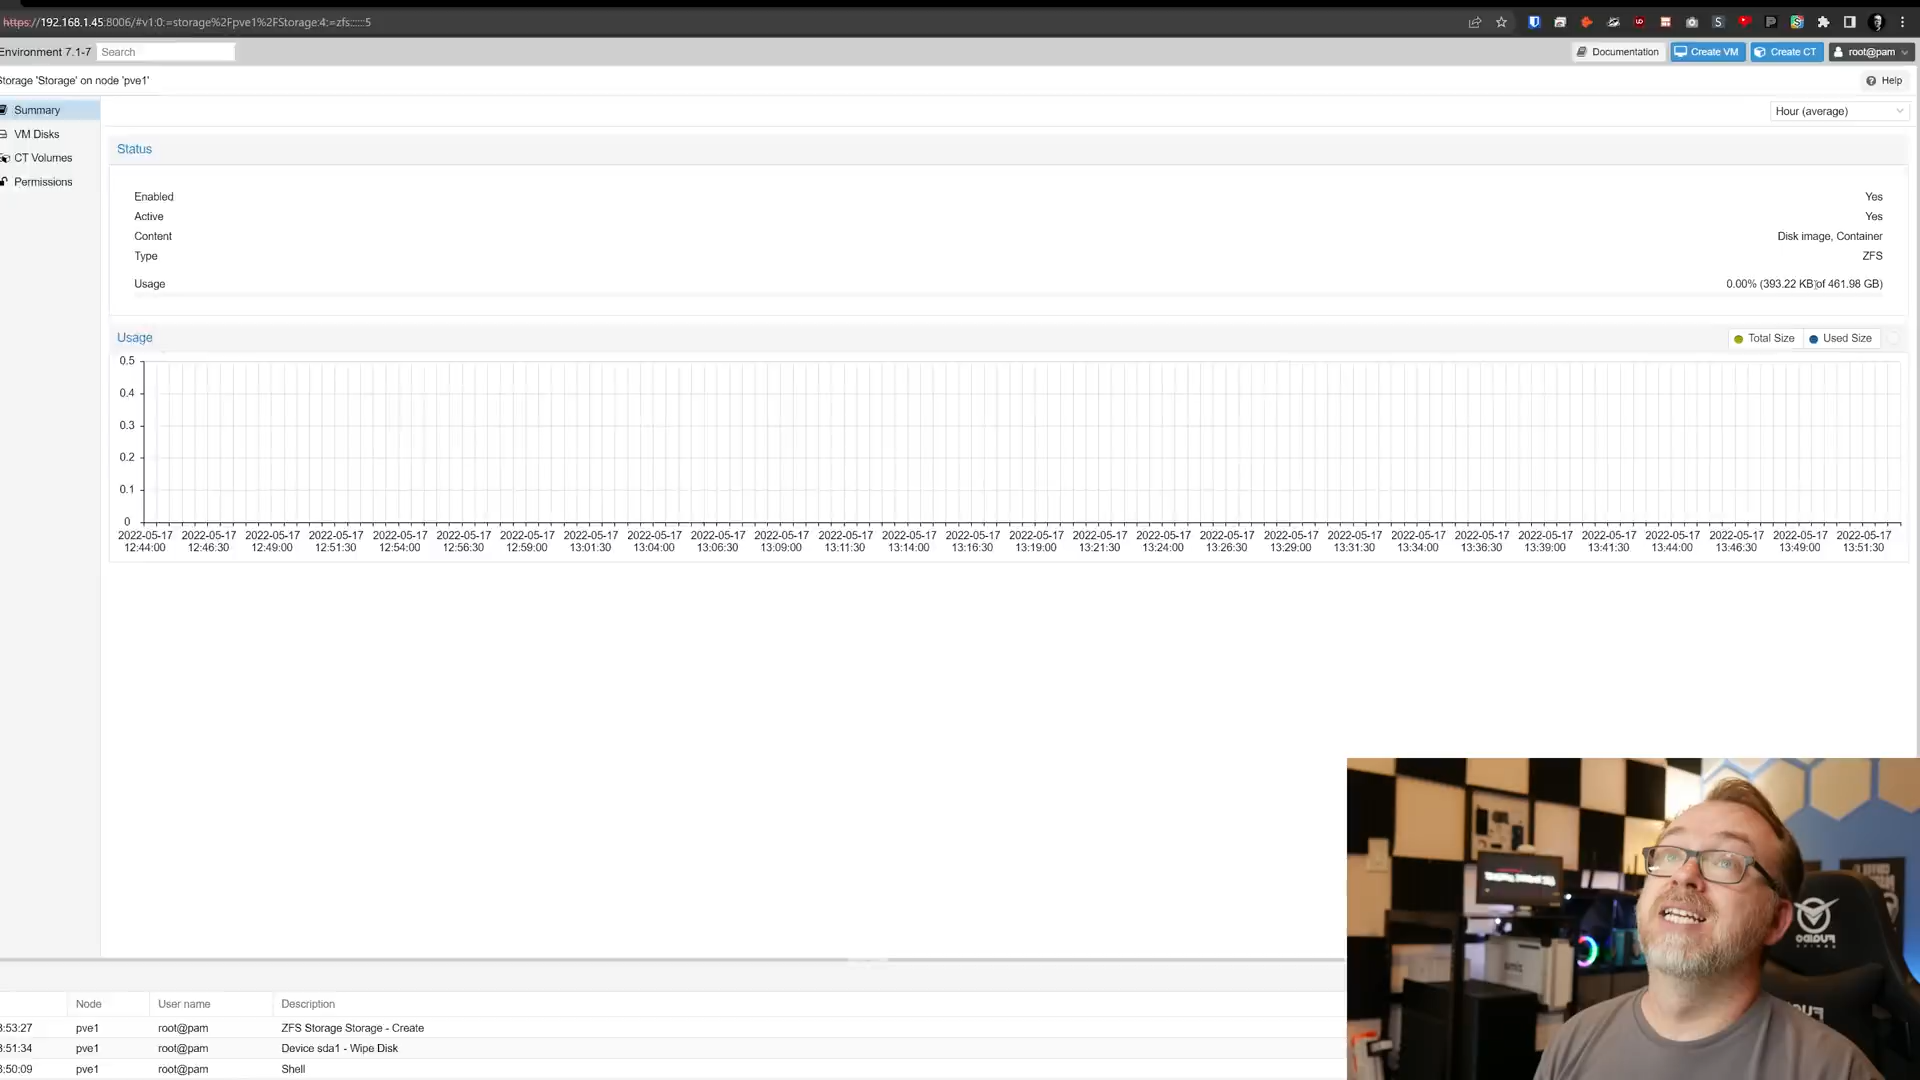 https://192.168.1.45:8006/#v1:0:=storage%2Fpve1%2FStorage:4:=zfs::::::5
Environment 7.1-7
Search
Documentation
Create VM
Create CT
root@pam
Storage 'Storage' on node 'pve1'
Help
Summary
Hour (average)
VM Disks
CT Volumes
Permissions
Status
Enabled Yes
Active Yes
Content Disk image, Container
Type ZFS
Usage 0.00% (393.22 KB of 461.98 GB)
Usage
Total Size
Used Size
0.5
0.4
0.3
0.2
0.1
0
2022-05-17 2022-05-17 2022-05-17 2022-05-17 2022-05-17 2022-05-17 2022-05-17 2022-05-17 2022-05-17 2022-05-17 2022-05-17 2022-05-17 2022-05-17 2022-05-17 2022-05-17 2022-05-17 2022-05-17 2022-05-17 2022-05-17 2022-05-17 2022-05-17 2022-05-17 2022-05-17 2022-05-17 2022-05-17 2022-05-17 2022-05-17 2022-05-17
12:44:00 12:46:30 12:49:00 12:51:30 12:54:00 12:56:30 12:59:00 13:01:30 13:04:00 13:06:30 13:09:00 13:11:30 13:14:00 13:16:30 13:19:00 13:21:30 13:24:00 13:26:30 13:29:00 13:31:30 13:34:00 13:36:30 13:39:00 13:41:30 13:44:00 13:46:30 13:49:00 13:51:30
Node User name Description
3:53:27 pve1 root@pam ZFS Storage Storage - Create
3:51:34 pve1 root@pam Device sda1 - Wipe Disk
3:50:09 pve1 root@pam Shell